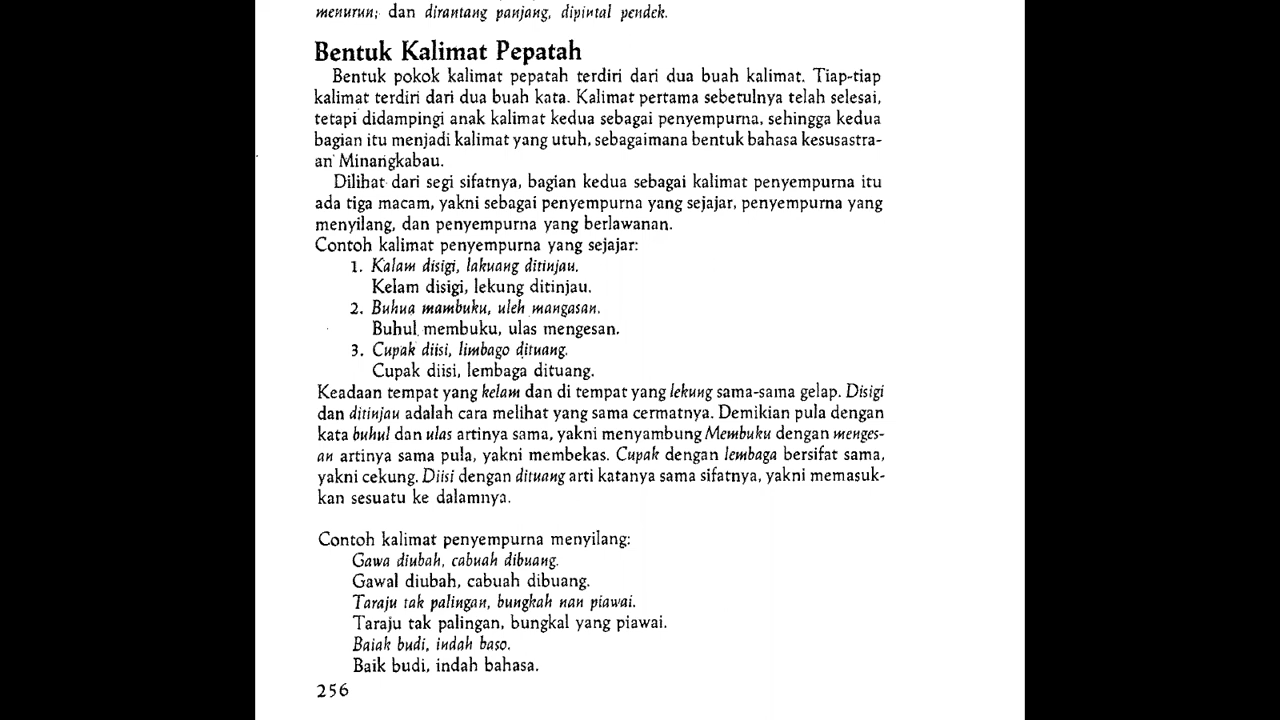 menurun; dan dirantang panjang, dipintal pendek.
Bentuk Kalimat Pepatah
Bentuk pokok kalimat pepatah terdiri dari dua buah kalimat. Tiap-tiap
kalimat terdiri dari dua buah kata. Kalimat pertama sebetulnya telah selesai,
tetapi didampingi anak kalimat kedua sebagai penyempurna, sehingga kedua
bagian itu menjadi kalimat yang utuh, sebagaimana bentuk bahasa kesusastra-
an Minangkabau.
Dilihat dari segi sifatnya, bagian kedua sebagai kalimat penyempurna itu
ada tiga macam, yakni sebagai penyempurna yang sejajar, penyempurna yang
menyilang, dan penyempurna yang berlawanan.
Contoh kalimat penyempurna yang sejajar:
1. Kalam disigi, lakuang ditinjau.
Kelam disigi, lekung ditinjau.
2. Buhua mambuku, uleh mangasan.
Buhul membuku, ulas mengesan.
3. Cupak diisi, limbago dituang.
Cupak diisi, lembaga dituang.
Keadaan tempat yang kelam dan di tempat yang lekung sama-sama gelap. Disigi
dan ditinjau adalah cara melihat yang sama cermatnya. Demikian pula dengan
kata buhul dan ulas artinya sama, yakni menyambung Membuku dengan menges-
an artinya sama pula, yakni membekas. Cupak dengan lembaga bersifat sama,
yakni cekung. Diisi dengan dituang arti katanya sama sifatnya, yakni memasuk-
kan sesuatu ke dalamnya.
Contoh kalimat penyempurna menyilang:
Gawa diubah, cabuah dibuang.
Gawal diubah, cabuah dibuang.
Taraju tak palingan, bungkah nan piawai.
Taraju tak palingan, bungkal yang piawai.
Baiak budi, indah baso.
Baik budi, indah bahasa.
256